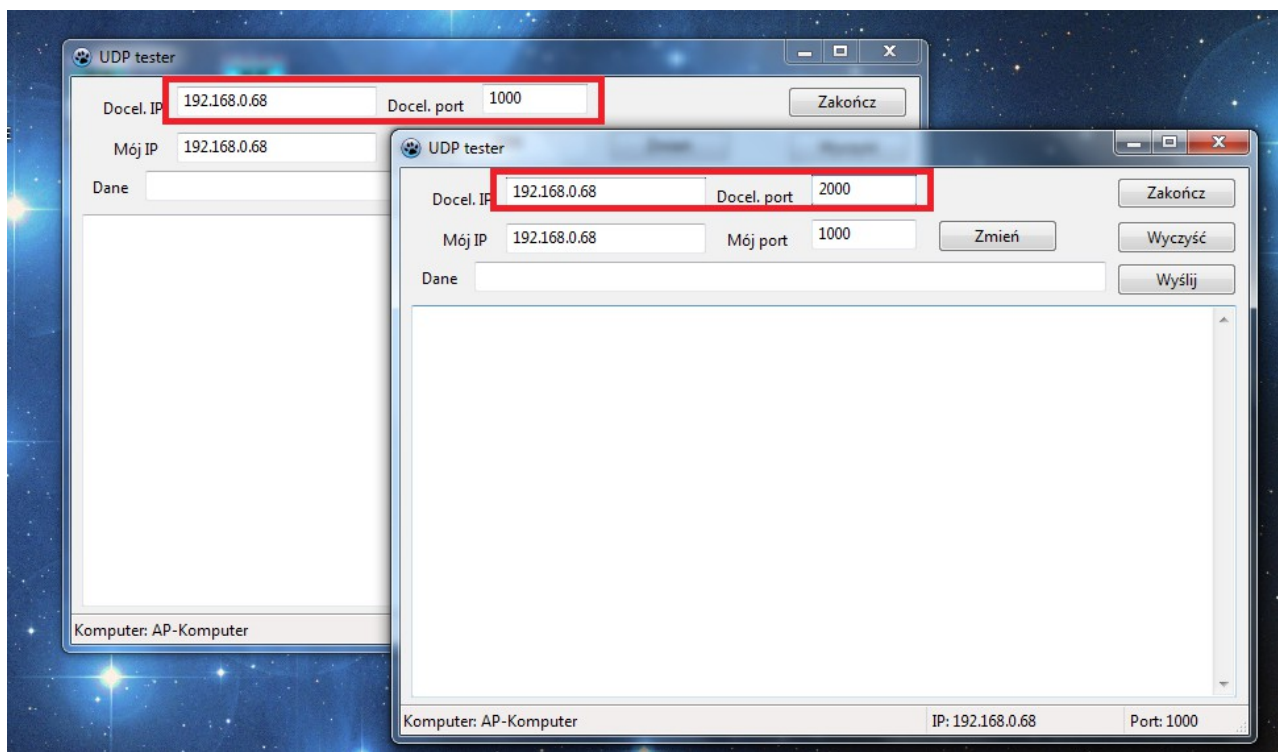 UDP tester
Docel. IP 192.168.0.68 Docel. port 1000 Zakończ
Mój IP 192.168.0.68
Dane
Komputer: AP-Komputer
UDP tester
Docel. IP 192.168.0.68 Docel. port 2000 Zakończ
Mój IP 192.168.0.68 Mój port 1000 Zmień Wyczyść
Dane Wyślij
Komputer: AP-Komputer IP: 192.168.0.68 Port: 1000